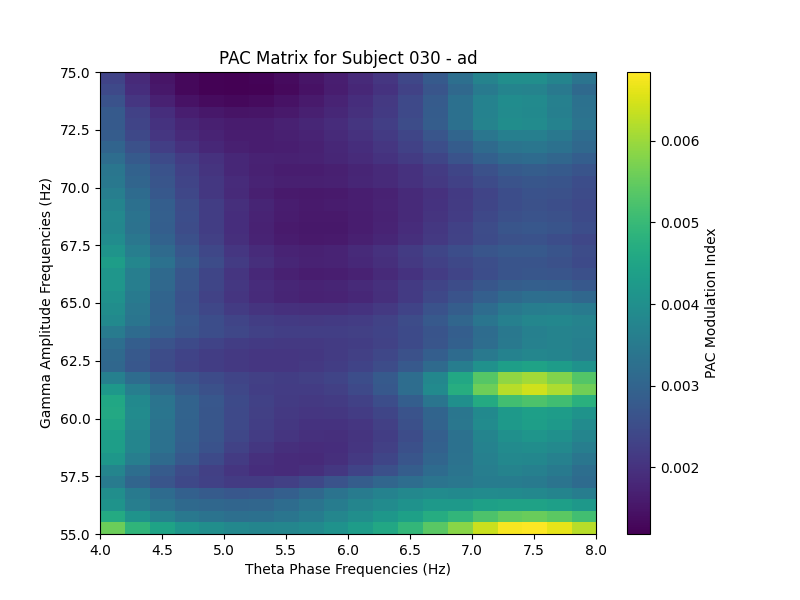 PAC Matrix for Subject 030 - ad
75.0
72.5
70.0
67.5
65.0
62.5
60.0
57.5
55.0
Gamma Amplitude Frequencies (Hz)
4.0 4.5 5.0 5.5 6.0 6.5 7.0 7.5 8.0
Theta Phase Frequencies (Hz)
0.006
0.005
0.004
0.003
0.002
PAC Modulation Index